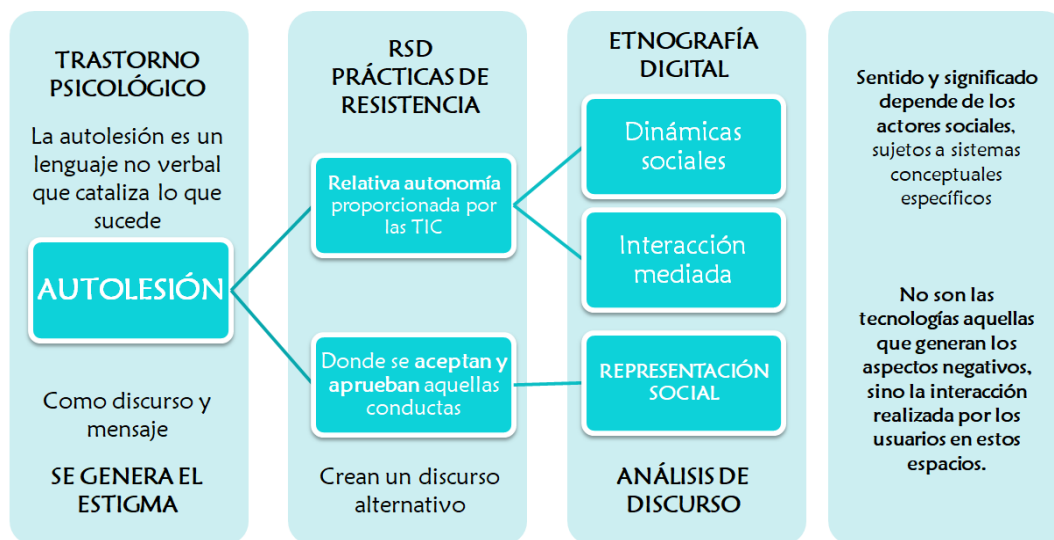 TRASTORNO
PSICOLÓGICO
La autolesión es un
lenguaje no verbal
que cataliza lo que
sucede
AUTOLESIÓN
Como discurso y
mensaje
SE GENERA EL
ESTIGMA
RSD
PRÁCTICAS DE
RESISTENCIA
Relativa autonomía
proporcionada por
las TIC
Donde se aceptan y
aprueban aquellas
conductas
Crean un discurso
alternativo
ETNOGRAFÍA
DIGITAL
Dinámicas
sociales
Interacción
mediada
REPRESENTACIÓN
SOCIAL
ANÁLISIS DE
DISCURSO
Sentido y significado
depende de los
actores sociales,
sujetos a sistemas
conceptuales
específicos
No son las
tecnologías aquellas
que generan los
aspectos negativos,
sino la interacción
realizada por los
usuarios en estos
espacios.